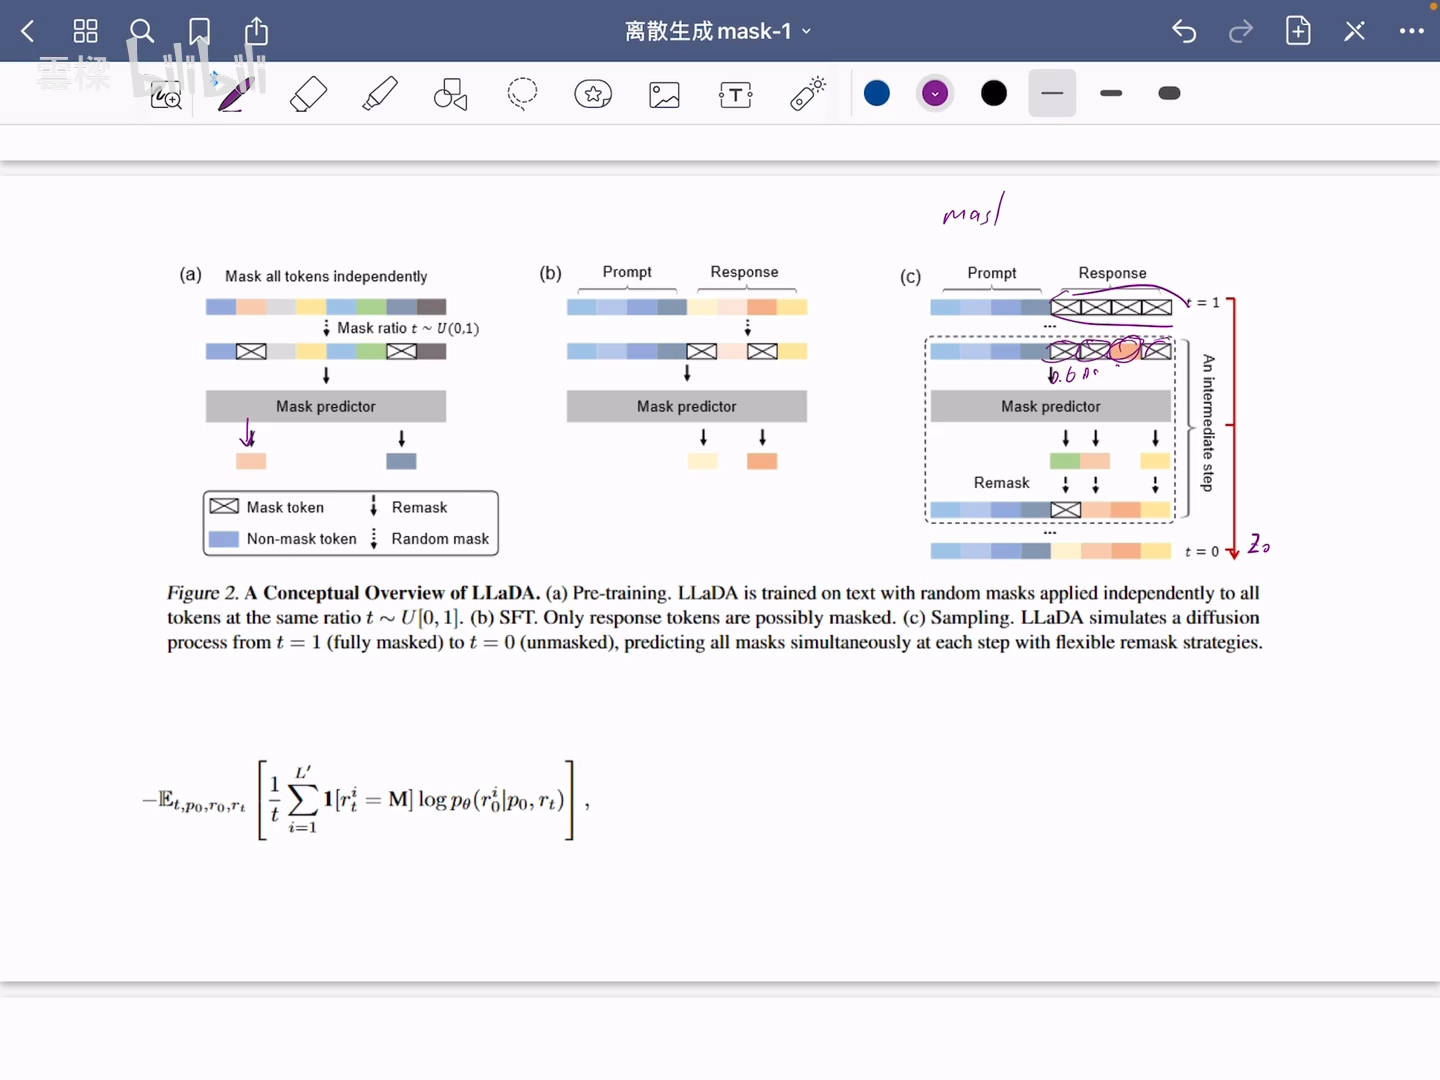 离散生成 mask-1
雲樑 bilibili
T
(a) Mask all tokens independently
Mask ratio t ~ U(0,1)
Mask predictor
Mask token
Remask
Non-mask token
Random mask
(b) Prompt Response
Mask predictor
(c) Prompt Response
t = 1
...
0.6
Mask predictor
Remask
...
t = 0
z₀
An intermediate step
Figure 2. A Conceptual Overview of LLaDA. (a) Pre-training. LLaDA is trained on text with random masks applied independently to all
tokens at the same ratio t ∼ U[0, 1]. (b) SFT. Only response tokens are possibly masked. (c) Sampling. LLaDA simulates a diffusion
process from t = 1 (fully masked) to t = 0 (unmasked), predicting all masks simultaneously at each step with flexible remask strategies.
−𝔼_{t,p₀,r₀,r_t} [ 1/t ∑_{i=1}^{L′} 1[r_t^i = M] log p_θ(r_0^i|p₀, r_t) ] ,